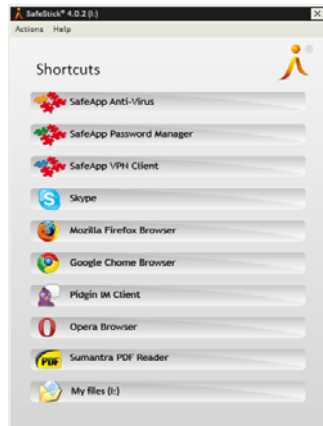 SafeStick® 4.0.2 (I:)
Actions Help
Shortcuts
SafeApp Anti-Virus
SafeApp Password Manager
SafeApp VPN Client
Skype
Mozilla Firefox Browser
Google Chome Browser
Pidgin IM Client
Opera Browser
PDF Sumantra PDF Reader
My files (I:)